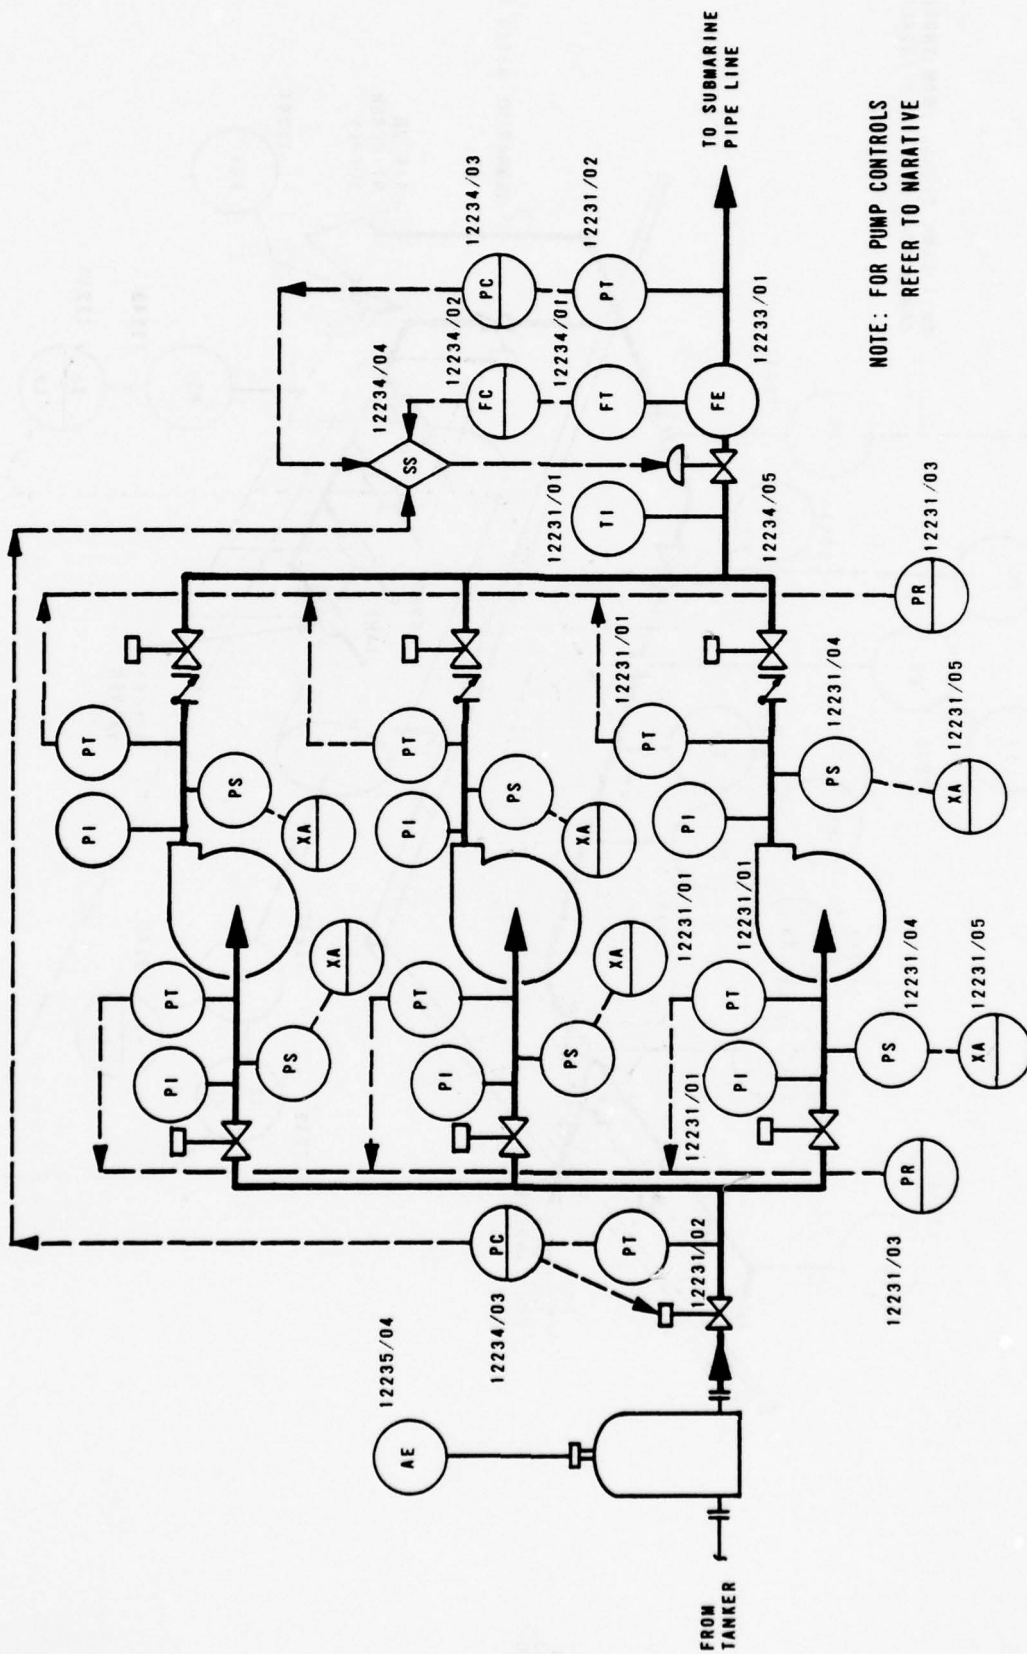 PI
PT
PT
PI
PS
PS
XA
XA
12235/04
AE
12234/04
SS
PI
PT
PT
PI
PS
PS
XA
XA
12234/03
PC
12234/02
FC
12234/03
PC
12231/01
TI
12234/01
FT
12231/02
PT
PT
12231/02
12231/01
12231/01
12231/01
PI
PT
12231/01
PT
PI
FROM
TANKER
TO SUBMARINE
PIPE LINE
FE
12233/01
12234/05
PS
12231/04
PS
12231/04
XA
12231/05
XA
12231/05
PR
12231/03
PR
12231/03
NOTE: FOR PUMP CONTROLS
REFER TO NARATIVE